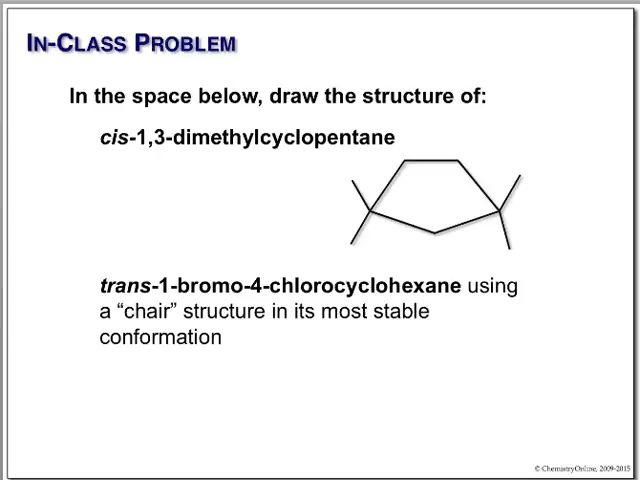 IN-CLASS PROBLEM
In the space below, draw the structure of:
cis-1,3-dimethylcyclopentane
trans-1-bromo-4-chlorocyclohexane using
a “chair” structure in its most stable
conformation
© ChemistryOnline, 2009-2015